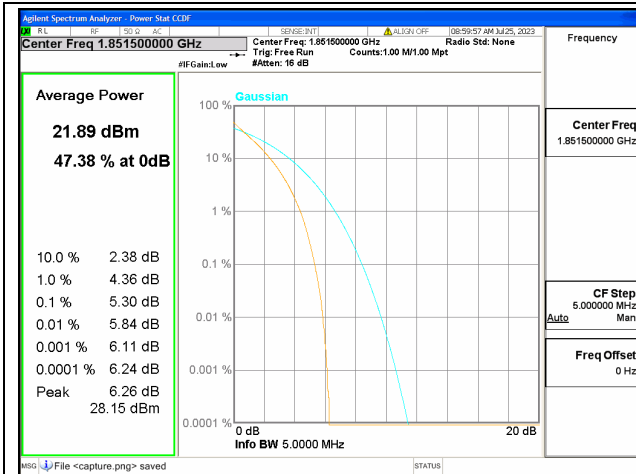 Agilent Spectrum Analyzer - Power Stat CCDF
RL RF 50 Ω AC SENSE:INT ALIGN OFF 08:59:57 AM Jul 25, 2023
Center Freq 1.851500000 GHz
Center Freq: 1.851500000 GHz Radio Std: None
Trig: Free Run Counts:1.00 M/1.00 Mpt
#IFGain:Low #Atten: 16 dB
Frequency
Average Power
21.89 dBm
47.38 % at 0dB
10.0 % 2.38 dB
1.0 % 4.36 dB
0.1 % 5.30 dB
0.01 % 5.84 dB
0.001 % 6.11 dB
0.0001 % 6.24 dB
Peak 6.26 dB
28.15 dBm
Gaussian
100 %
10 %
1 %
0.1 %
0.01 %
0.001 %
0.0001 %
0 dB 20 dB
Info BW 5.0000 MHz
Center Freq
1.851500000 GHz
CF Step
5.000000 MHz
Auto Man
Freq Offset
0 Hz
MSG File <capture.png> saved STATUS